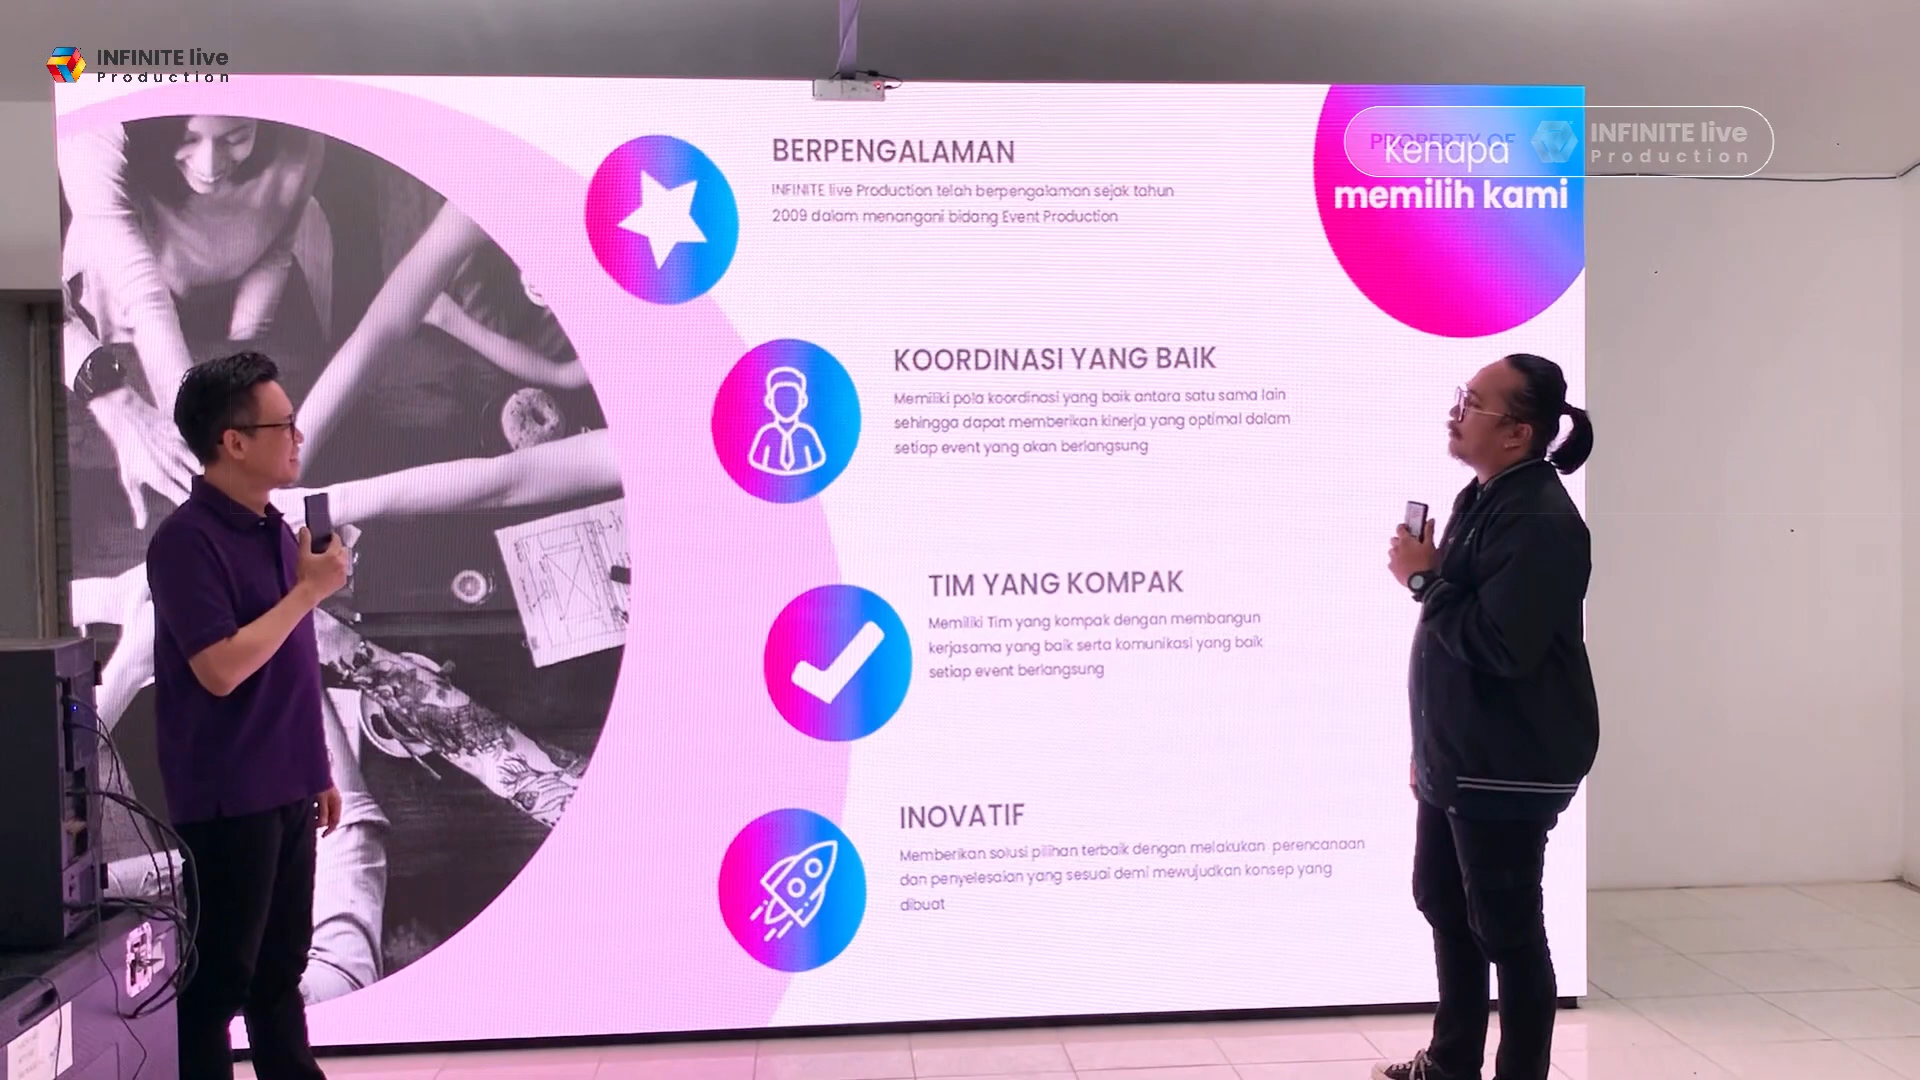 INFINITE live
Production
BERPENGALAMAN
INFINITE live Production telah berpengalaman sejak tahun
2009 dalam menangani bidang Event Production
PROPERTY OF
INFINITE live
Production
Kenapa
memilih kami
KOORDINASI YANG BAIK
Memiliki pola koordinasi yang baik antara satu sama lain
sehingga dapat memberikan kinerja yang optimal dalam
setiap event yang akan berlangsung
TIM YANG KOMPAK
Memiliki Tim yang kompak dengan membangun
kerjasama yang baik serta komunikasi yang baik
setiap event berlangsung
INOVATIF
Memberikan solusi pilihan terbaik dengan melakukan perencanaan
dan penyelesaian yang sesuai demi mewujudkan konsep yang
dibuat